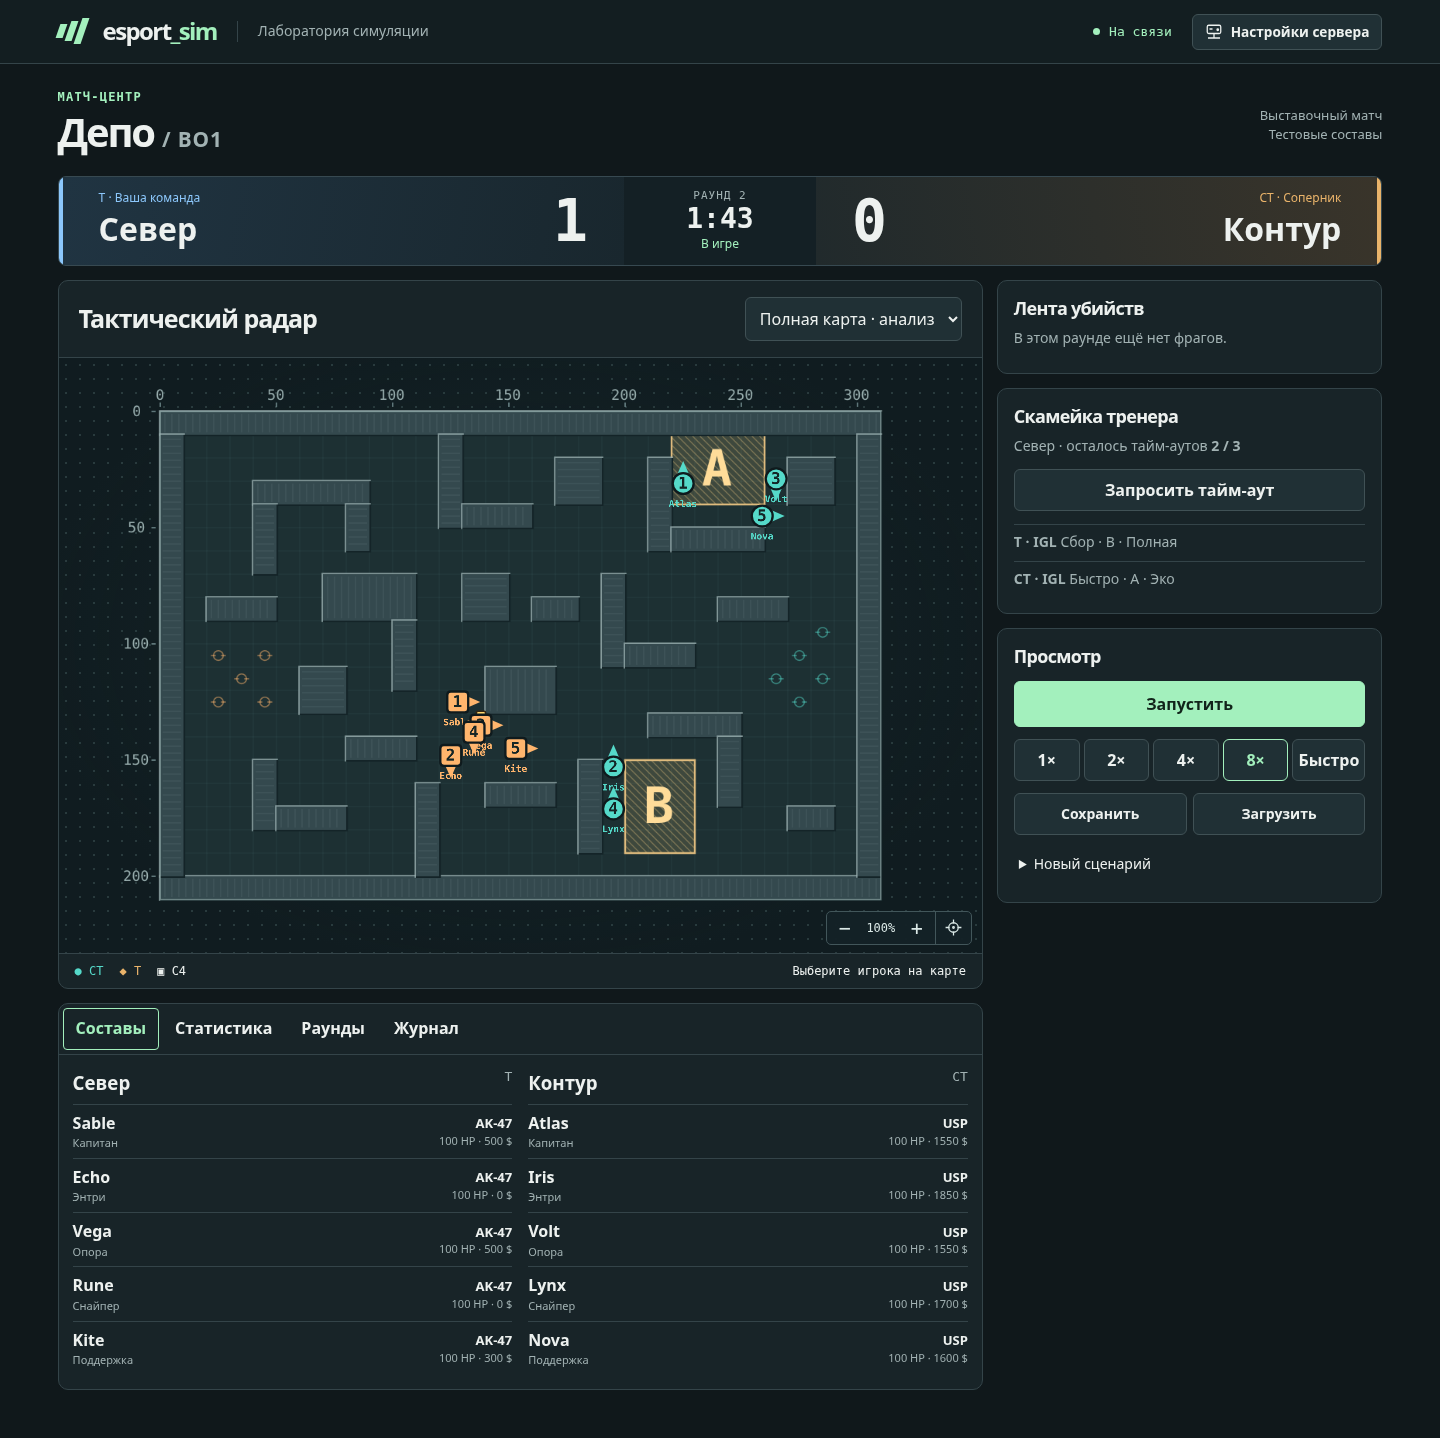 esport_sim
Лаборатория симуляции
На связи
Настройки сервера
МАТЧ-ЦЕНТР
Депо / BO1
Выставочный матч
Тестовые составы
T · Ваша команда
Север
1
РАУНД 2
1:43
В игре
0
CT · Соперник
Контур
Тактический радар
Полная карта · анализ
0 50 100 150 200 250 300
0
50
100
150
200
A
B
1
Atlas
3
Volt
5
Nova
1
Sable
Vega
4
Rune
2
Echo
5
Kite
2
Iris
4
Lynx
− 100% +
● CT ◆ T ▣ C4
Выберите игрока на карте
Лента убийств
В этом раунде ещё нет фрагов.
Скамейка тренера
Север · осталось тайм-аутов 2 / 3
Запросить тайм-аут
T · IGL Сбор · B · Полная
CT · IGL Быстро · A · Эко
Просмотр
Запустить
1× 2× 4× 8× Быстро
Сохранить Загрузить
▶ Новый сценарий
Составы Статистика Раунды Журнал
Север T
Sable AK-47
Капитан 100 HP · 500 $
Echo AK-47
Энтри 100 HP · 0 $
Vega AK-47
Опора 100 HP · 500 $
Rune AK-47
Снайпер 100 HP · 0 $
Kite AK-47
Поддержка 100 HP · 300 $
Контур CT
Atlas USP
Капитан 100 HP · 1550 $
Iris USP
Энтри 100 HP · 1850 $
Volt USP
Опора 100 HP · 1550 $
Lynx USP
Снайпер 100 HP · 1700 $
Nova USP
Поддержка 100 HP · 1600 $